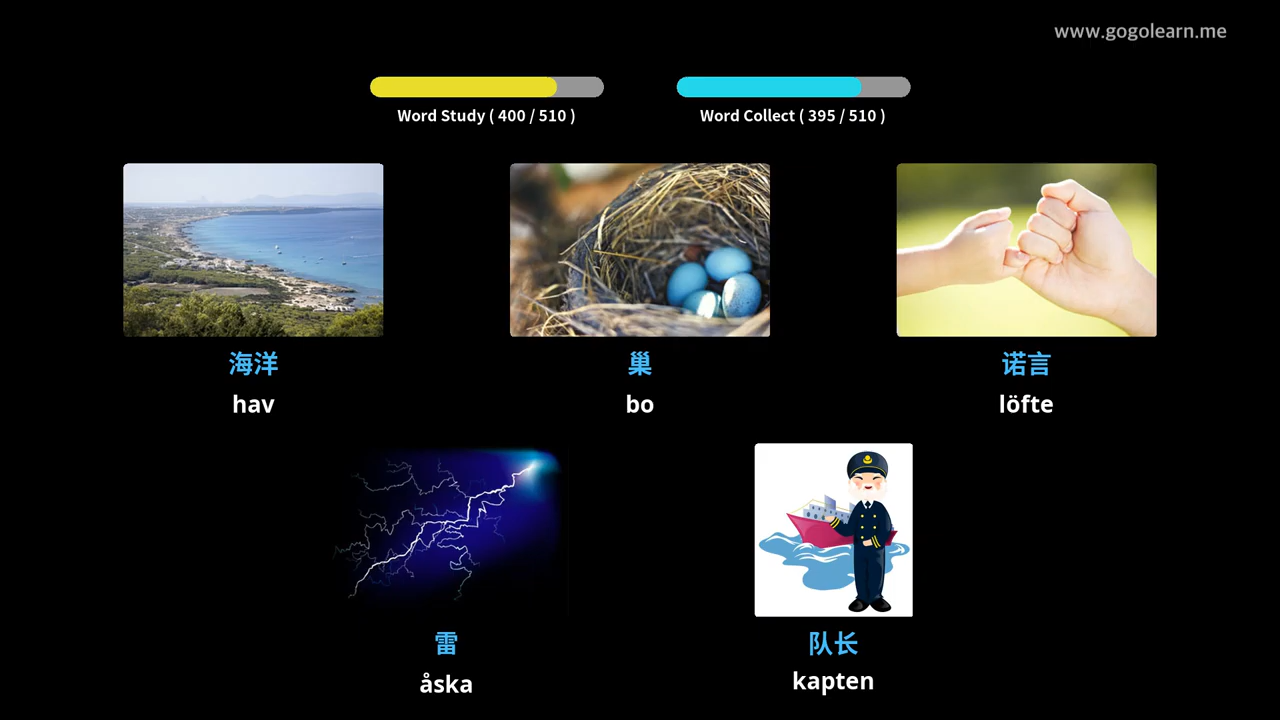 www.gogolearn.me
Word Study ( 400 / 510 )
Word Collect ( 395 / 510 )
海洋
hav
巢
bo
诺言
löfte
雷
åska
队长
kapten